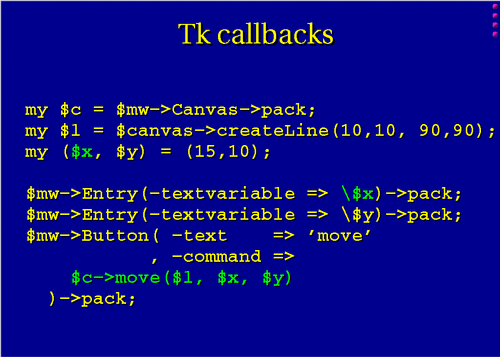 Tk callbacks
my $c = $mw->Canvas->pack;
my $l = $canvas->createLine(10,10, 90,90);
my ($x, $y) = (15,10);
$mw->Entry(-textvariable => \$x)->pack;
$mw->Entry(-textvariable => \$y)->pack;
$mw->Button( -text    => ’move’
, -command =>
$c->move($l, $x, $y)
)->pack;